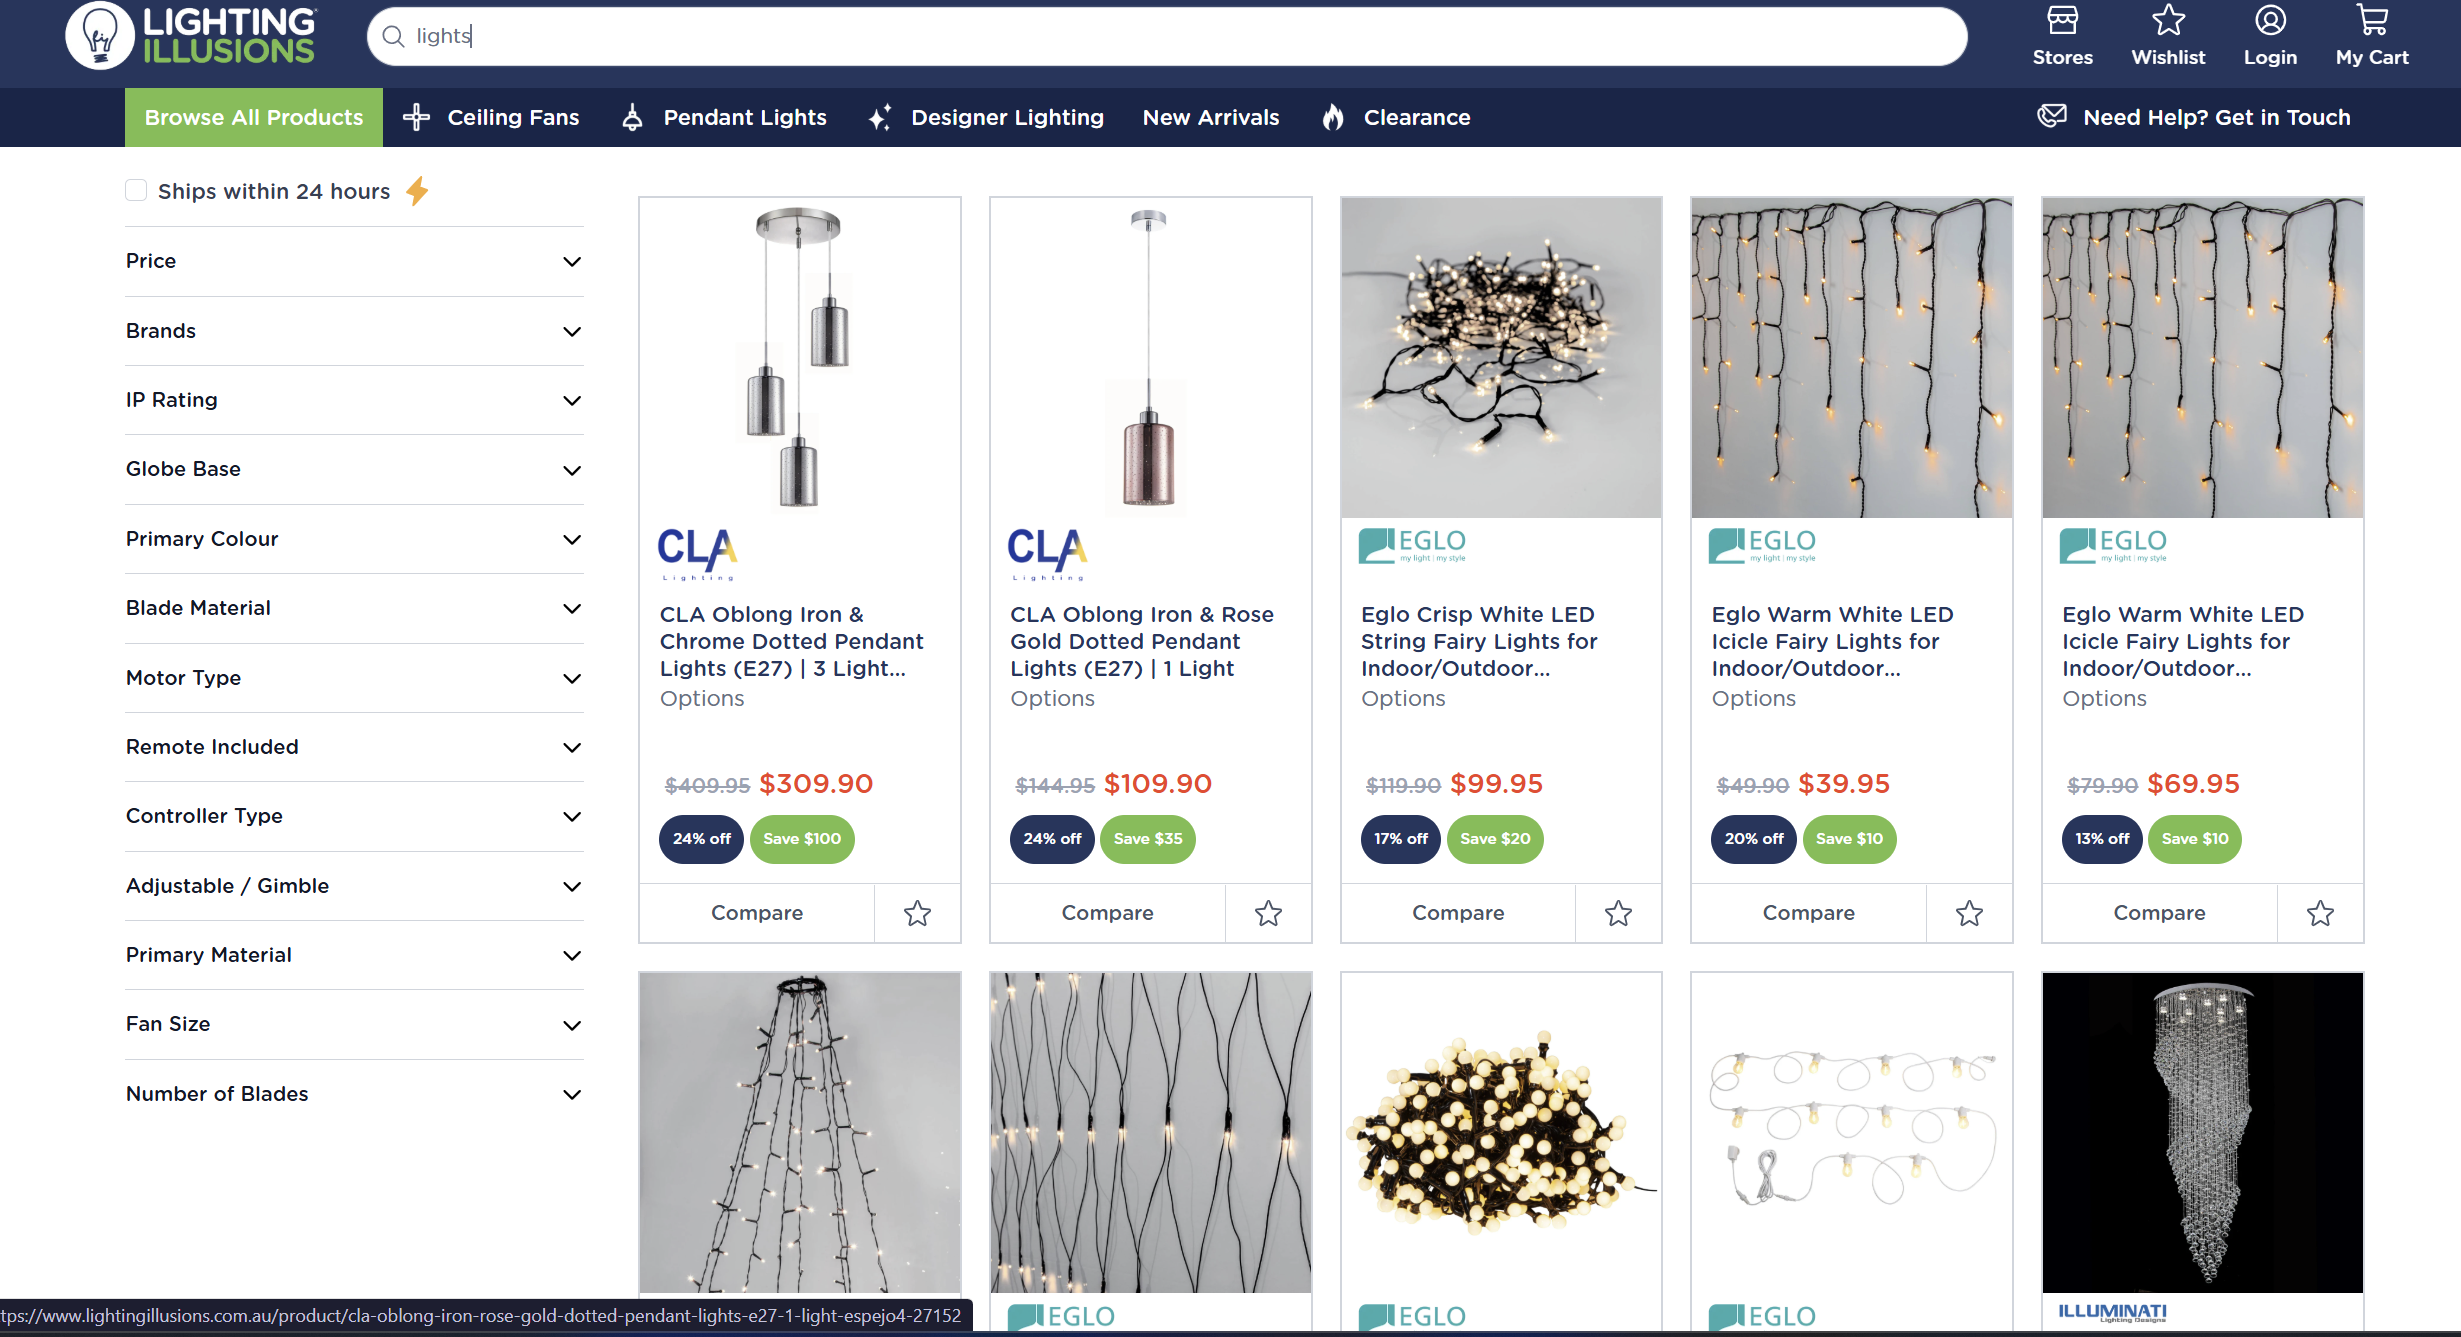 LIGHTING
ILLUSIONS
lights
Stores
Wishlist
Login
My Cart
Browse All Products
Ceiling Fans
Pendant Lights
Designer Lighting
New Arrivals
Clearance
Need Help? Get in Touch
Ships within 24 hours
Price
Brands
IP Rating
Globe Base
Primary Colour
Blade Material
Motor Type
Remote Included
Controller Type
Adjustable / Gimble
Primary Material
Fan Size
Number of Blades
CLA
Lighting
CLA Oblong Iron &
Chrome Dotted Pendant
Lights (E27) | 3 Light...
Options
$409.95 $309.90
24% off
Save $100
Compare
CLA
Lighting
CLA Oblong Iron & Rose
Gold Dotted Pendant
Lights (E27) | 1 Light
Options
$144.95 $109.90
24% off
Save $35
Compare
EGLO
my light | my style
Eglo Crisp White LED
String Fairy Lights for
Indoor/Outdoor...
Options
$119.90 $99.95
17% off
Save $20
Compare
EGLO
my light | my style
Eglo Warm White LED
Icicle Fairy Lights for
Indoor/Outdoor...
Options
$49.90 $39.95
20% off
Save $10
Compare
EGLO
my light | my style
Eglo Warm White LED
Icicle Fairy Lights for
Indoor/Outdoor...
Options
$79.90 $69.95
13% off
Save $10
Compare
EGLO
EGLO
EGLO
ILLUMINATI
Lighting Designs
tps://www.lightingillusions.com.au/product/cla-oblong-iron-rose-gold-dotted-pendant-lights-e27-1-light-espejo4-27152